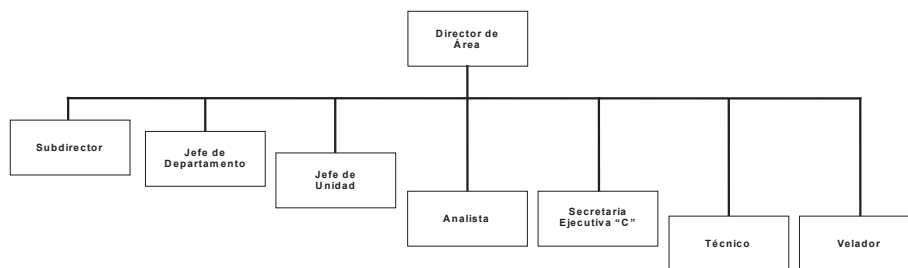 Director de
Área
Subdirector
Jefe de
Departamento
Jefe de
Unidad
Analista
Secretaria
Ejecutiva “C”
Técnico
Velador